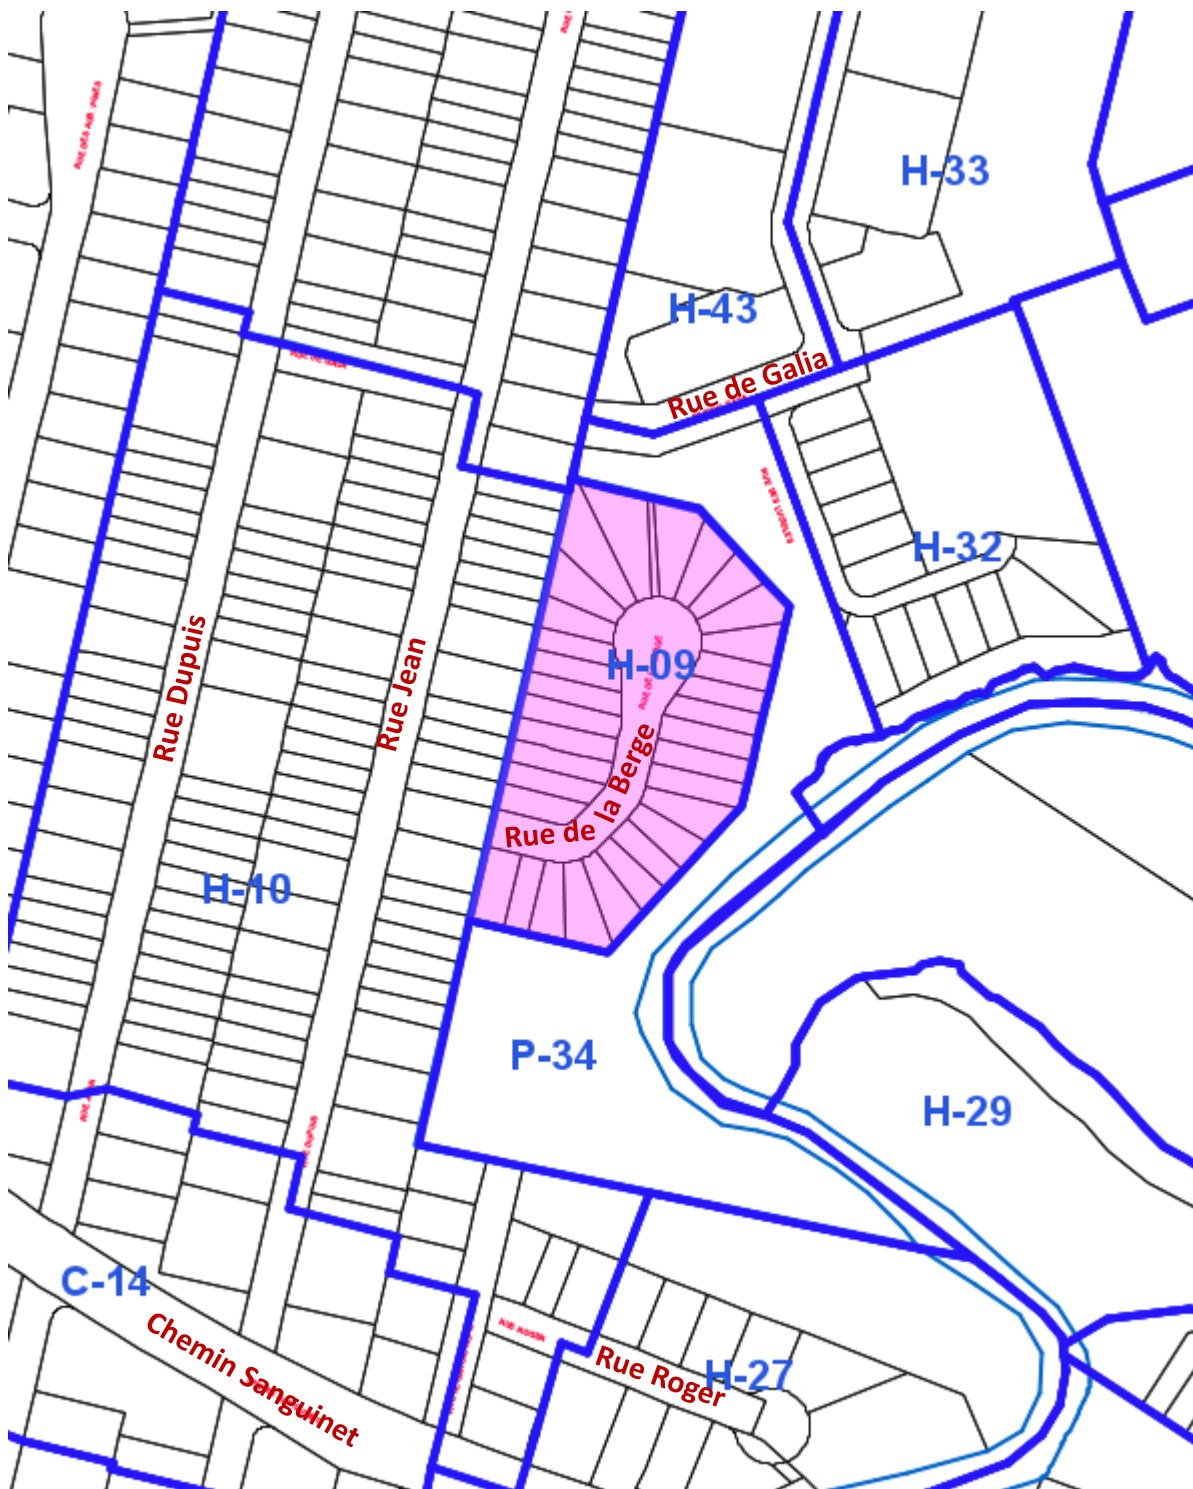 H-33
H-43
Rue de Galia
H-32
Rue Dupuis
Rue Jean
H-09
Rue de la Berge
H-10
P-34
H-29
C-14
Chemin Sanguinet
Rue Roger
H-27